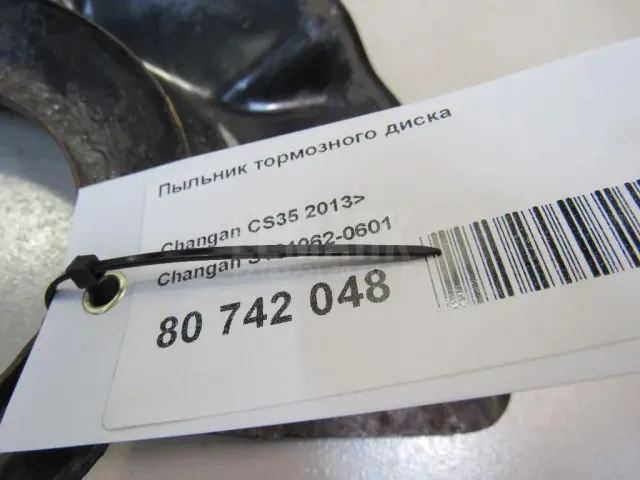 Пыльник тормозного диска
Changan CS35 2013>
Changan
80 742 048